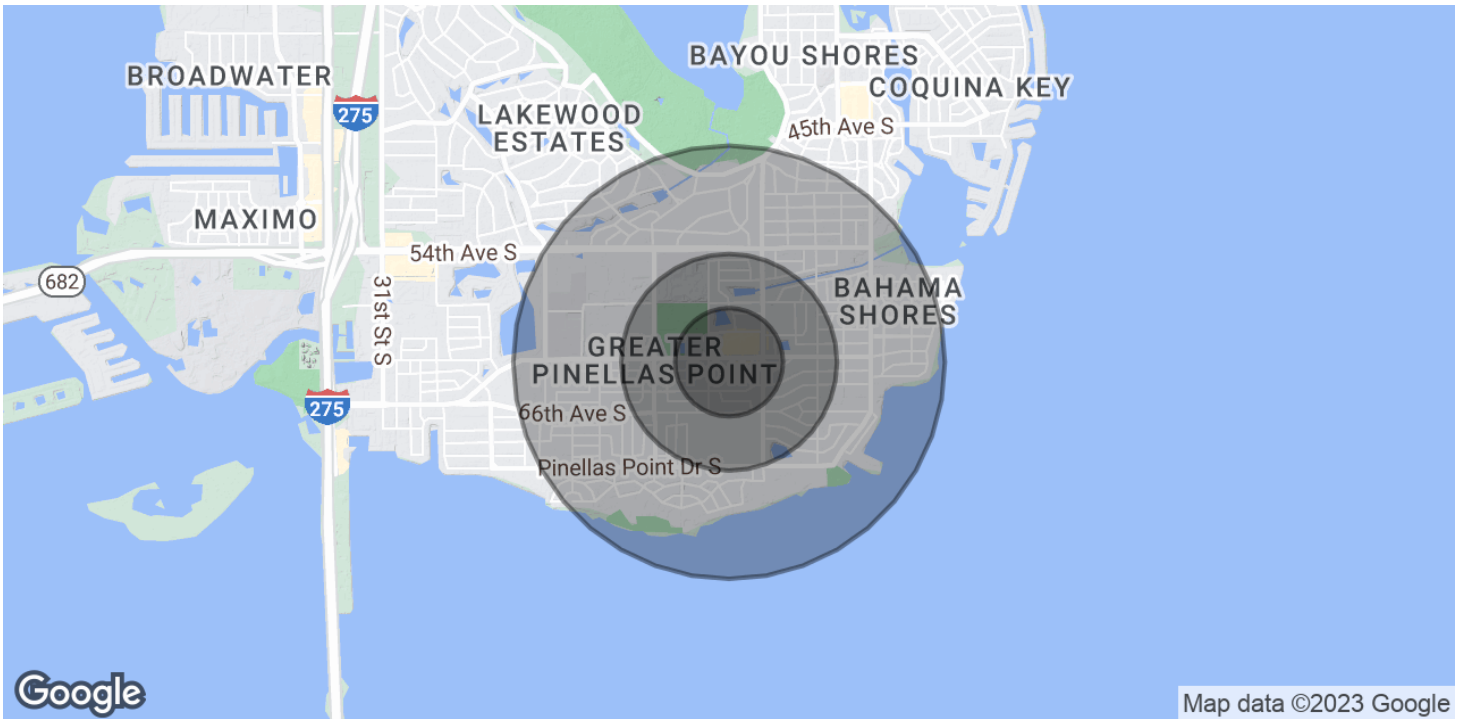 BAYOU SHORES
BROADWATER
COQUINA KEY
275
LAKEWOOD
ESTATES
45th Ave S
MAXIMO
54th Ave S
682
31st St S
BAHAMA
SHORES
GREATER
PINELLAS POINT
275
66th Ave S
Pinellas Point Dr S
Google
Map data ©2023 Google